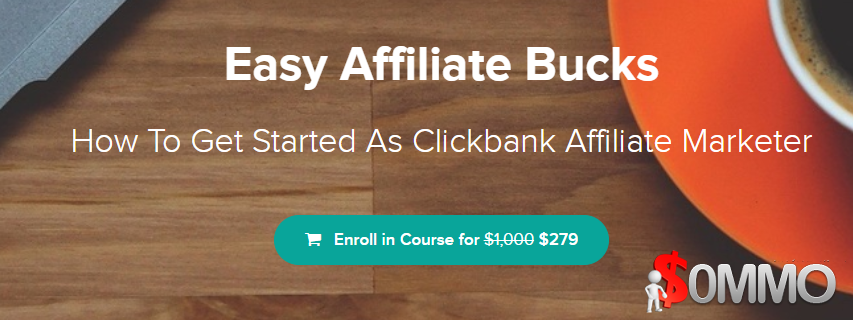 Easy Affiliate Bucks
How To Get Started As Clickbank Affiliate Marketer
Enroll in Course for $1,000 $279
$0MMO